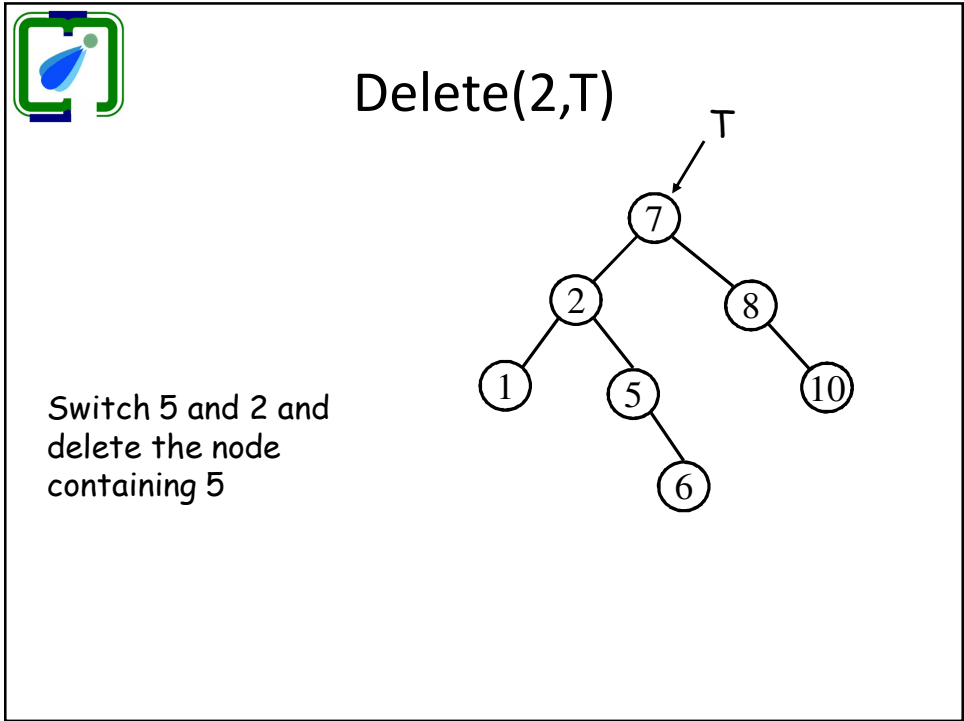 Delete(2,T)
T
7
2
8
1
5
10
Switch 5 and 2 and
delete the node
containing 5
6